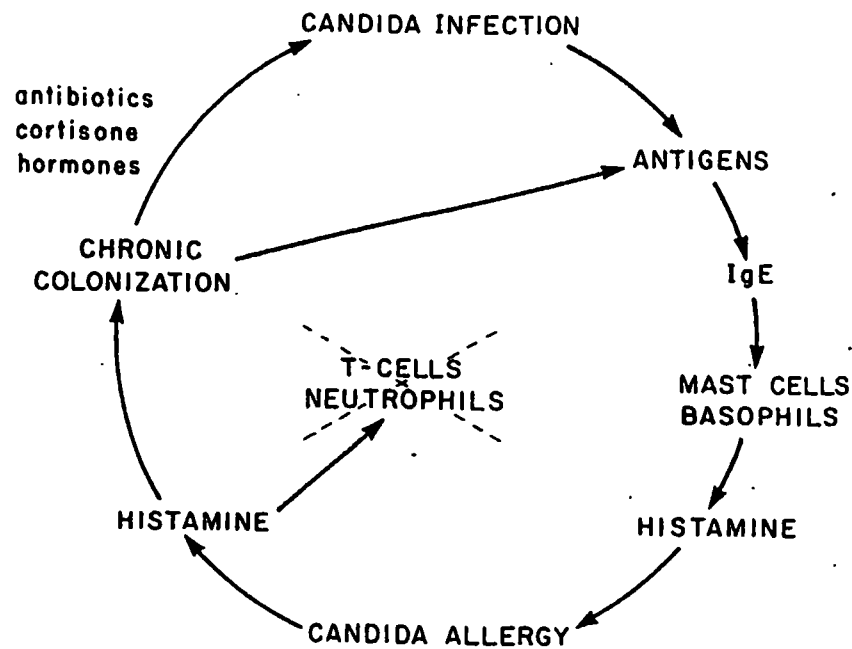 CANDIDA INFECTION
antibiotics
cortisone
hormones
ANTIGENS
CHRONIC
COLONIZATION
IgE
T-CELLS
NEUTROPHILS
MAST CELLS
BASOPHILS
HISTAMINE
HISTAMINE
CANDIDA ALLERGY